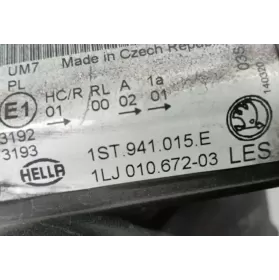 UM7 Made in Czech Republic
PL HC/R RL A 1a
E1 01 00 02 01
3192
3193 1ST.941.015.E
HELLA 1LJ 010.672-03 LES